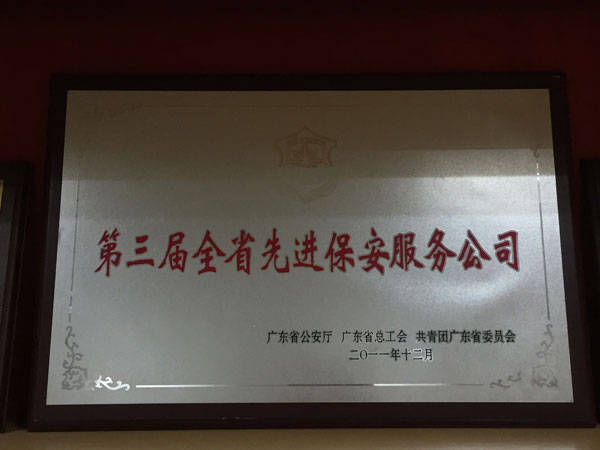 第三届全省先进保安服务公司
广东省公安厅 广东省总工会 共青团广东省委员会
二〇一一年十二月